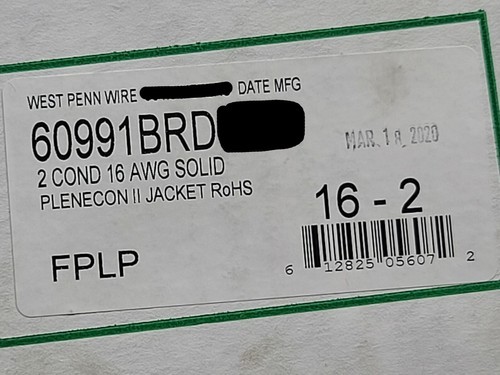 WEST PENN WIRE DATE MFG
60991BRD
MAR. 18, 2020
2 COND 16 AWG SOLID
PLENECON II JACKET RoHS
16 - 2
FPLP
6 12825 05607 2